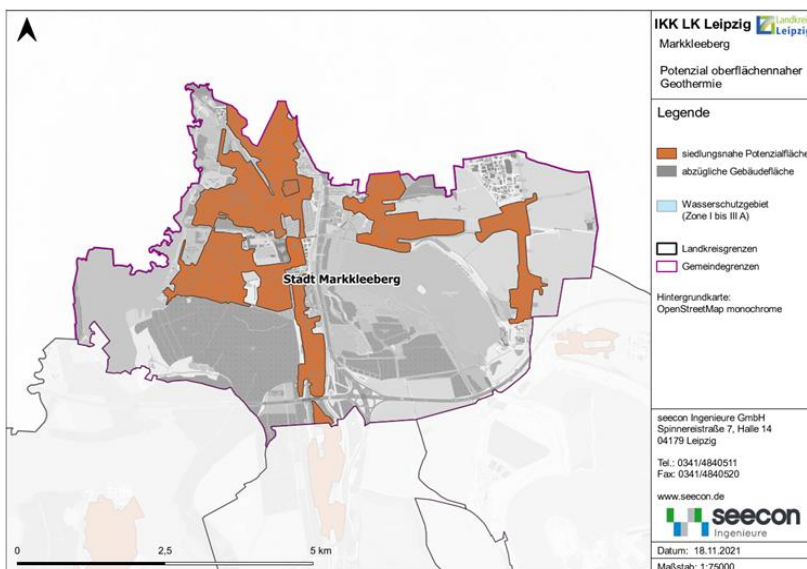 IKK LK Leipzig
Landkreis
Leipzig
Markkleeberg
Potenzial oberflächennaher
Geothermie
Legende
siedlungsnahe Potenzialfläche
abzügliche Gebäudefläche
Wasserschutzgebiet
(Zone I bis III A)
Landkreisgrenzen
Gemeindegrenzen
Hintergrundkarte:
OpenStreetMap monochrome
Stadt Markkleeberg
0 2,5 5 km
seecon Ingenieure GmbH
Spinnereistraße 7, Halle 14
04179 Leipzig
Tel.: 0341/4840511
Fax: 0341/4840520
www.seecon.de
seecon
Ingenieure
Datum: 18.11.2021
Maßstab: 1:75000